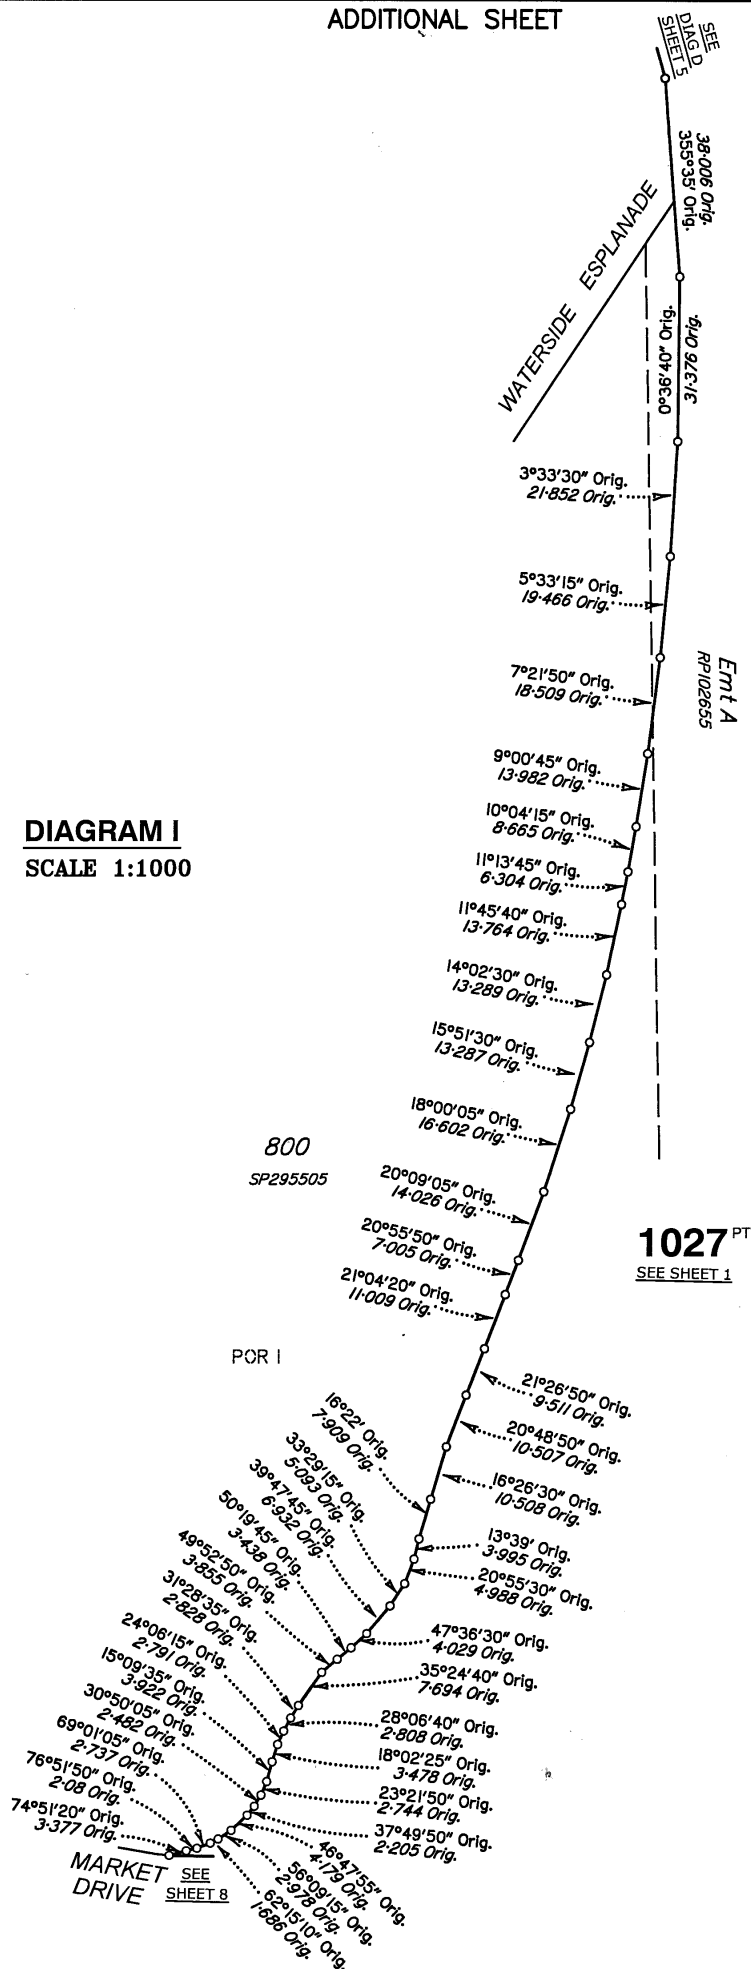 ADDITIONAL SHEET
SEE
DIAG D
SHEET 5
38·006 Orig.
355°35' Orig.
WATERSIDE ESPLANADE
0°36'40" Orig.
31·376 Orig.
3°33'30" Orig.
21·852 Orig.
5°33'15" Orig.
19·466 Orig.
Emt A
RP102655
7°21'50" Orig.
18·509 Orig.
9°00'45" Orig.
13·982 Orig.
DIAGRAM I
SCALE 1:1000
10°04'15" Orig.
8·665 Orig.
11°13'45" Orig.
6·304 Orig.
11°45'40" Orig.
13·764 Orig.
14°02'30" Orig.
13·289 Orig.
15°51'30" Orig.
13·287 Orig.
18°00'05" Orig.
16·602 Orig.
800
SP295505
20°09'05" Orig.
14·026 Orig.
20°55'50" Orig.
7·005 Orig.
1027 PT
SEE SHEET 1
21°04'20" Orig.
11·009 Orig.
POR 1
21°26'50" Orig.
9·511 Orig.
20°48'50" Orig.
10·507 Orig.
16°26'30" Orig.
10·508 Orig.
16°22' Orig.
7·909 Orig.
13°39' Orig.
3·995 Orig.
20°55'30" Orig.
4·988 Orig.
33°29'15" Orig.
5·093 Orig.
39°47'45" Orig.
6·932 Orig.
47°36'30" Orig.
4·029 Orig.
50°19'45" Orig.
3·438 Orig.
49°52'50" Orig.
3·855 Orig.
35°24'40" Orig.
7·694 Orig.
31°28'35" Orig.
2·828 Orig.
28°06'40" Orig.
2·808 Orig.
24°06'15" Orig.
2·791 Orig.
18°02'25" Orig.
3·478 Orig.
15°09'35" Orig.
3·922 Orig.
23°21'50" Orig.
2·744 Orig.
30°50'05" Orig.
2·482 Orig.
37°49'50" Orig.
2·205 Orig.
46°47'55" Orig.
4·179 Orig.
56°09'15" Orig.
2·978 Orig.
62°15'10" Orig.
1·686 Orig.
69°01'05" Orig.
2·737 Orig.
76°51'50" Orig.
2·08 Orig.
74°51'20" Orig.
3·377 Orig.
MARKET
DRIVE
SEE
SHEET 8